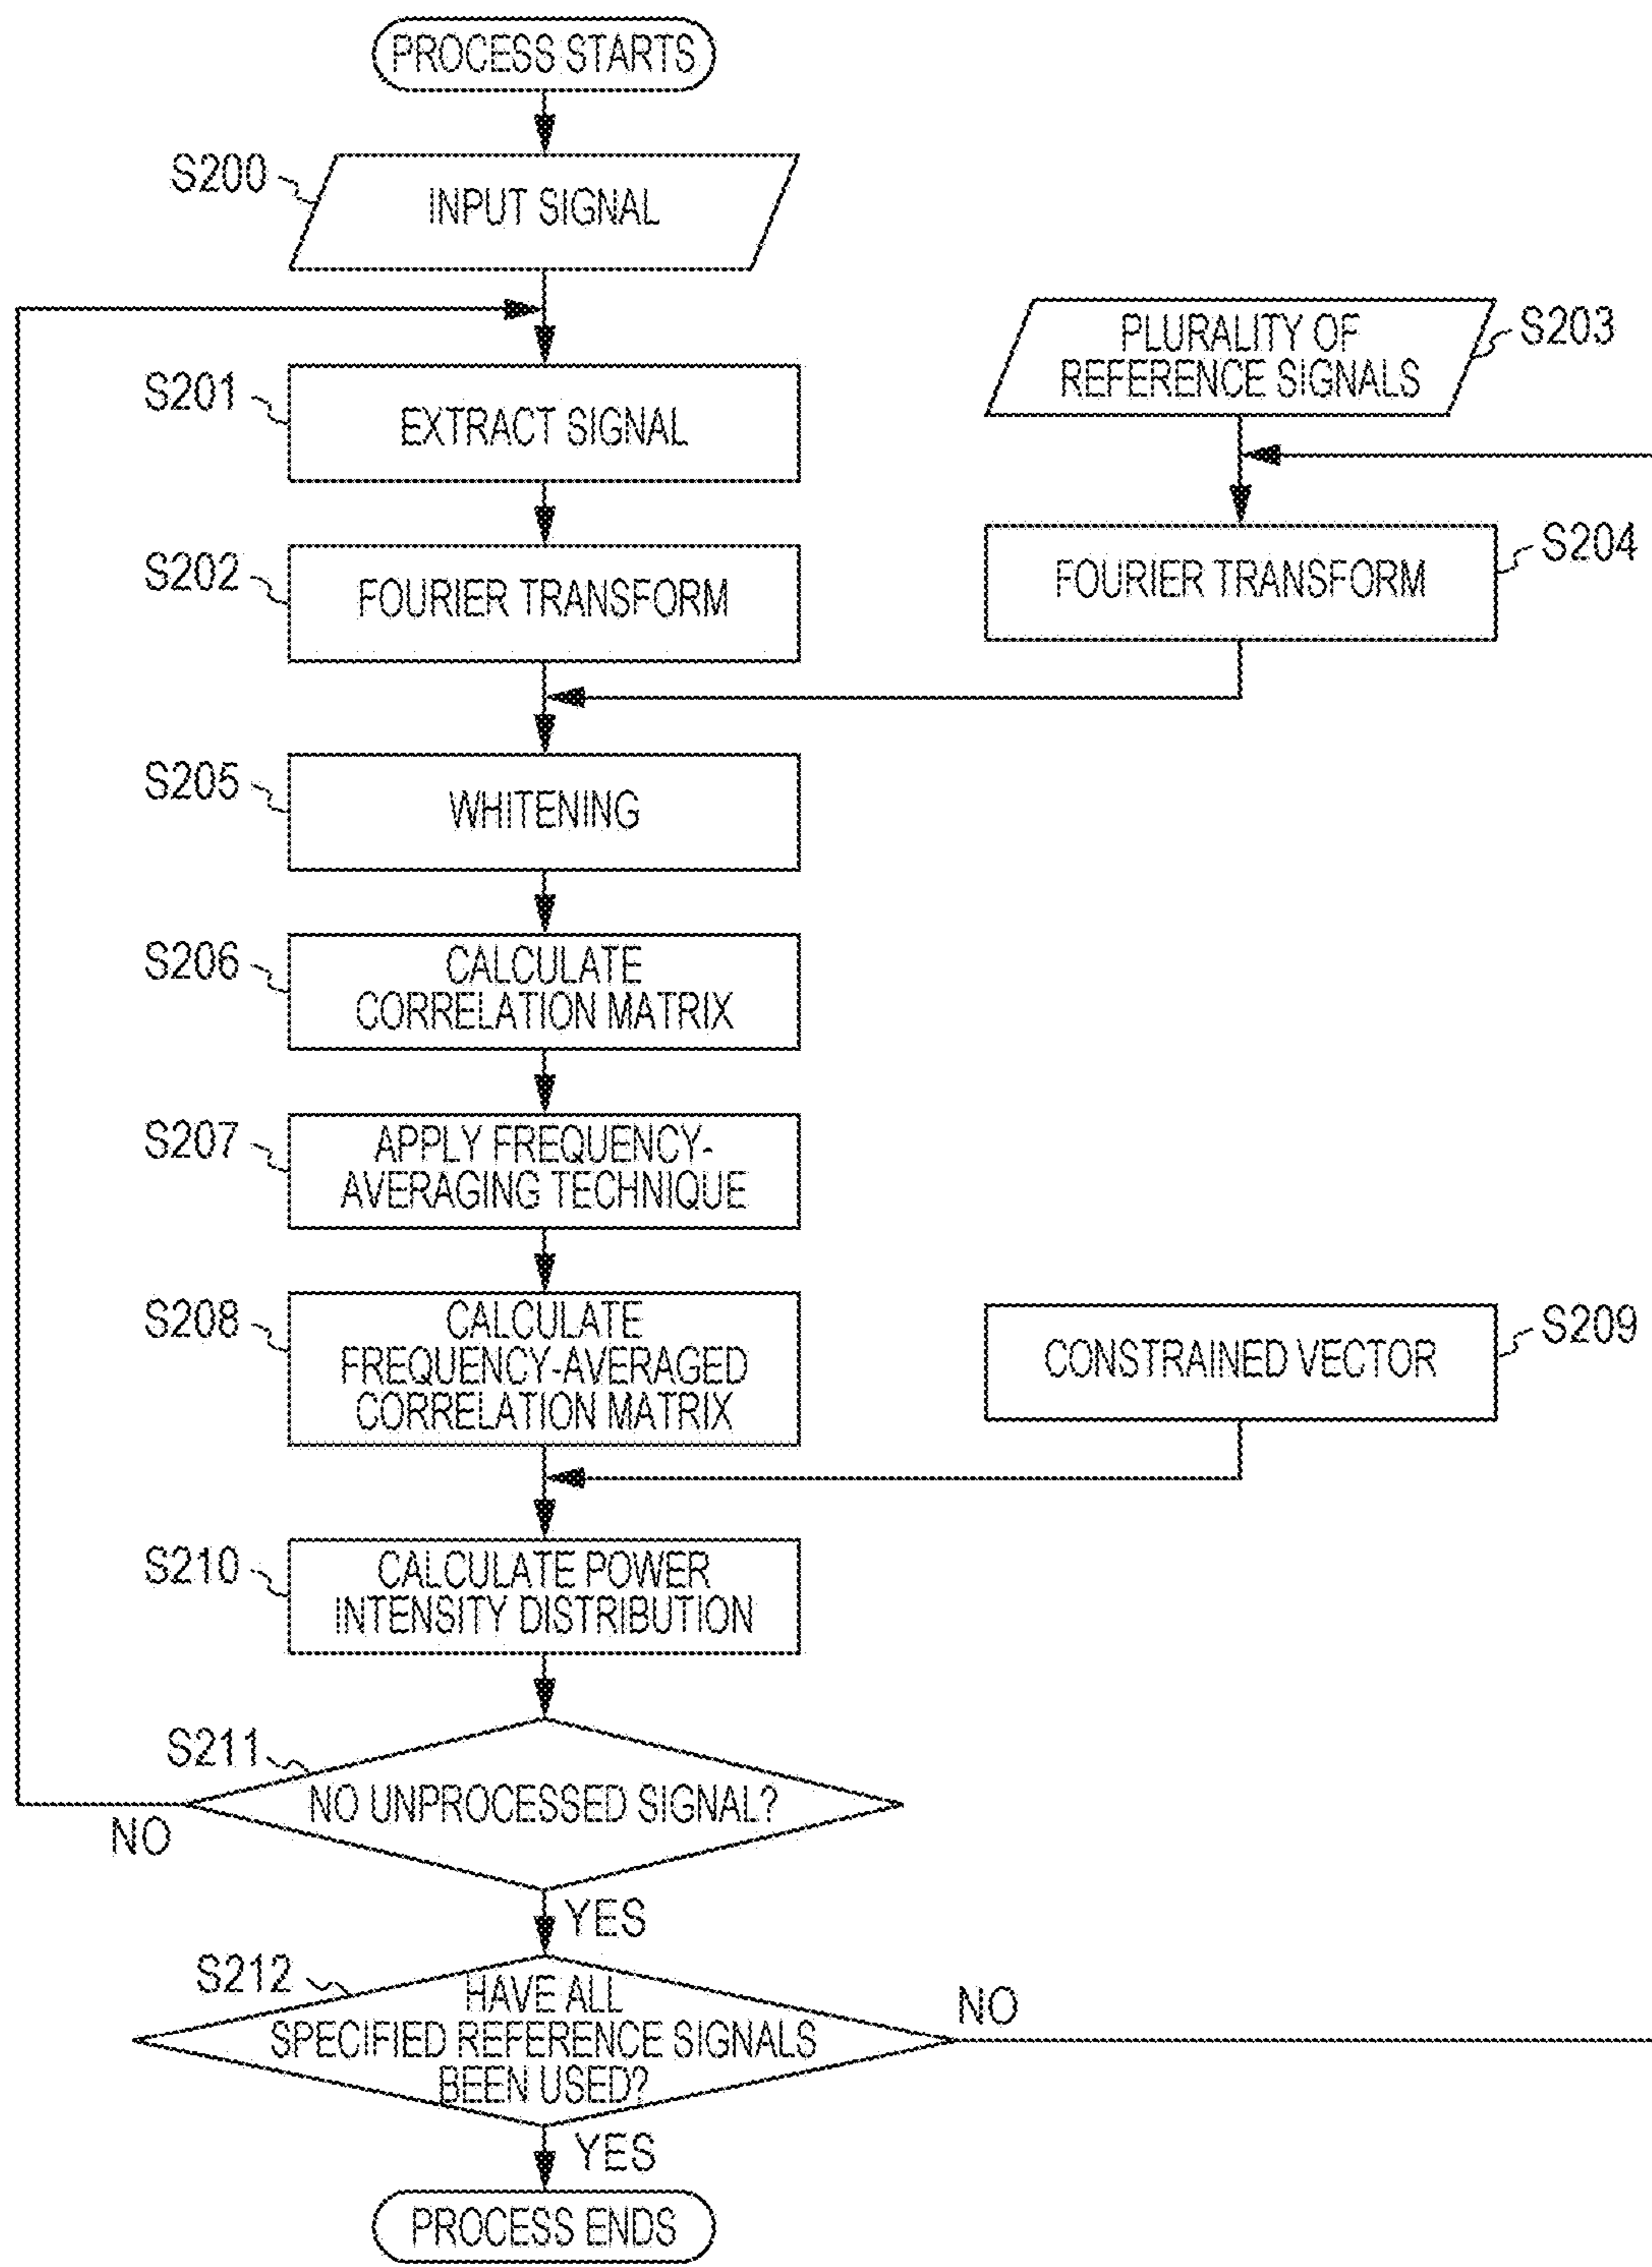 PROCESS STARTS
S200
INPUT SIGNAL
S203
PLURALITY OF
REFERENCE SIGNALS
S201
EXTRACT SIGNAL
S202
FOURIER TRANSFORM
S204
FOURIER TRANSFORM
S205
WHITENING
S206
CALCULATE
CORRELATION MATRIX
S207
APPLY FREQUENCY-
AVERAGING TECHNIQUE
S208
CALCULATE
FREQUENCY-AVERAGED
CORRELATION MATRIX
S209
CONSTRAINED VECTOR
S210
CALCULATE POWER
INTENSITY DISTRIBUTION
S211
NO UNPROCESSED SIGNAL?
NO
YES
S212
HAVE ALL
SPECIFIED REFERENCE SIGNALS
BEEN USED?
NO
YES
PROCESS ENDS